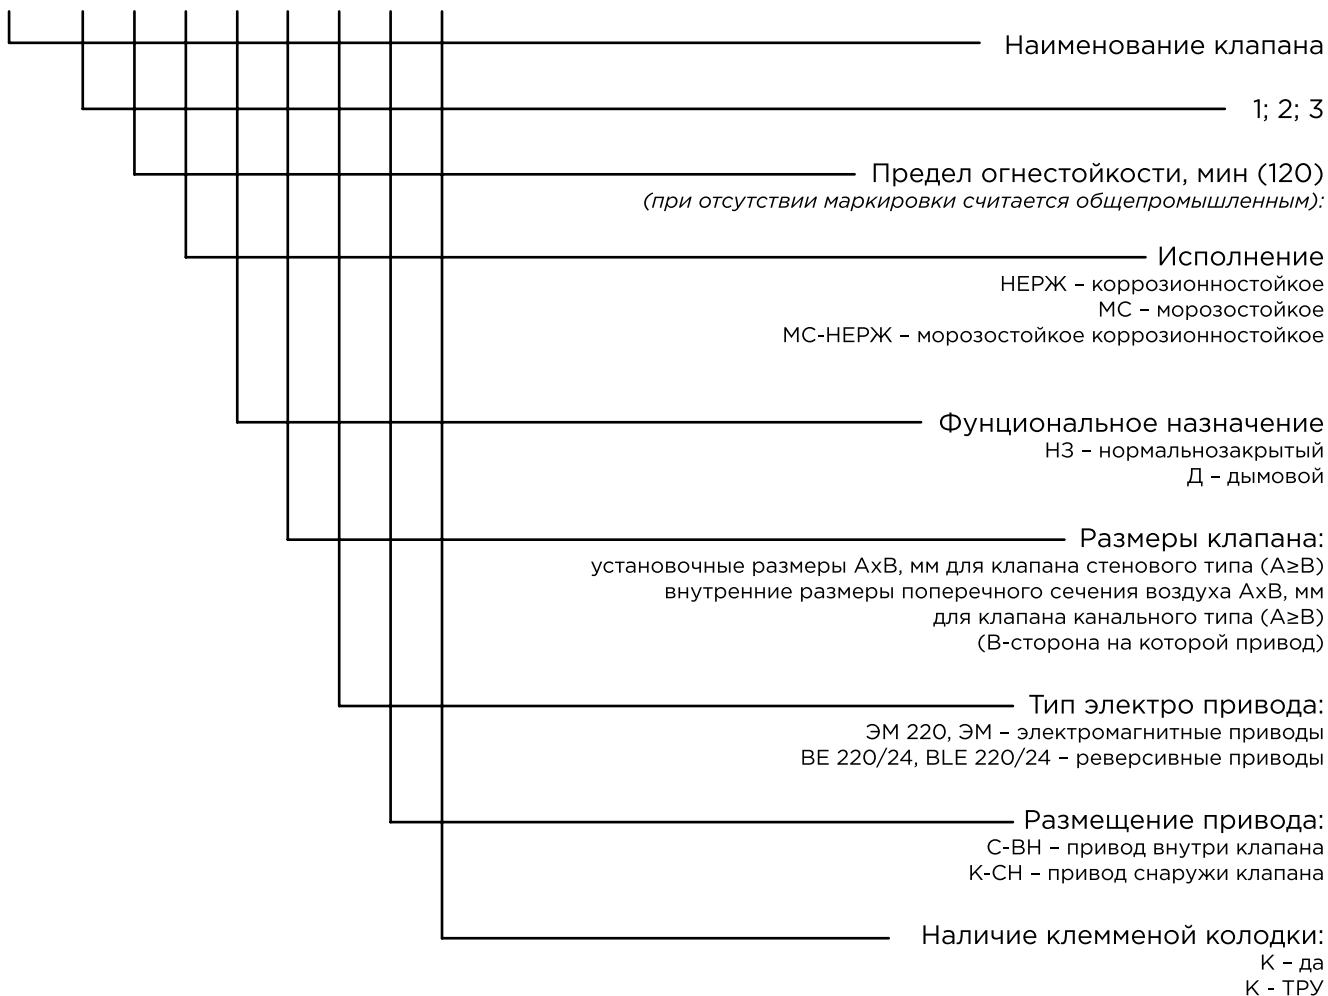 Наименование клапана
1; 2; 3
Предел огнестойкости, мин (120)
(при отсутствии маркировки считается общепромышленным):
Исполнение
НЕРЖ – коррозионностойкое
МС – морозостойкое
МС-НЕРЖ – морозостойкое коррозионностойкое
Фунциональное назначение
НЗ – нормальнозакрытый
Д – дымовой
Размеры клапана:
установочные размеры АхВ, мм для клапана стенового типа (А≥В)
внутренние размеры поперечного сечения воздуха АхВ, мм
для клапана канального типа (А≥В)
(В-сторона на которой привод)
Тип электро привода:
ЭМ 220, ЭМ – электромагнитные приводы
BE 220/24, BLE 220/24 – реверсивные приводы
Размещение привода:
С-ВН – привод внутри клапана
К-СН – привод снаружи клапана
Наличие клемменой колодки:
К – да
К - ТРУ